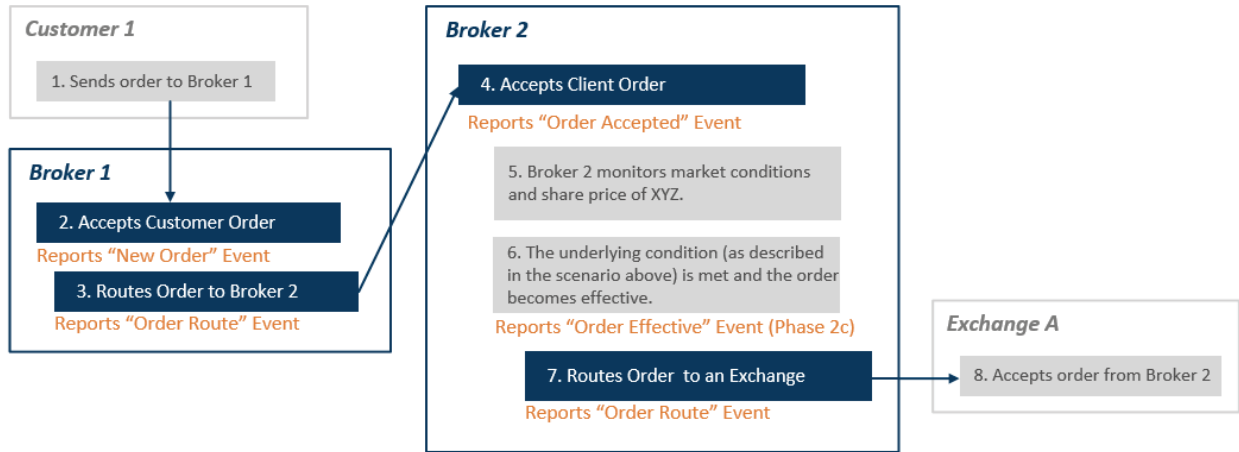 Customer 1
1. Sends order to Broker 1
Broker 1
2. Accepts Customer Order
Reports “New Order” Event
3. Routes Order to Broker 2
Reports “Order Route” Event
Broker 2
4. Accepts Client Order
Reports “Order Accepted” Event
5. Broker 2 monitors market conditions
and share price of XYZ.
6. The underlying condition (as described
in the scenario above) is met and the order
becomes effective.
Reports “Order Effective” Event (Phase 2c)
7. Routes Order to an Exchange
Reports “Order Route” Event
Exchange A
8. Accepts order from Broker 2